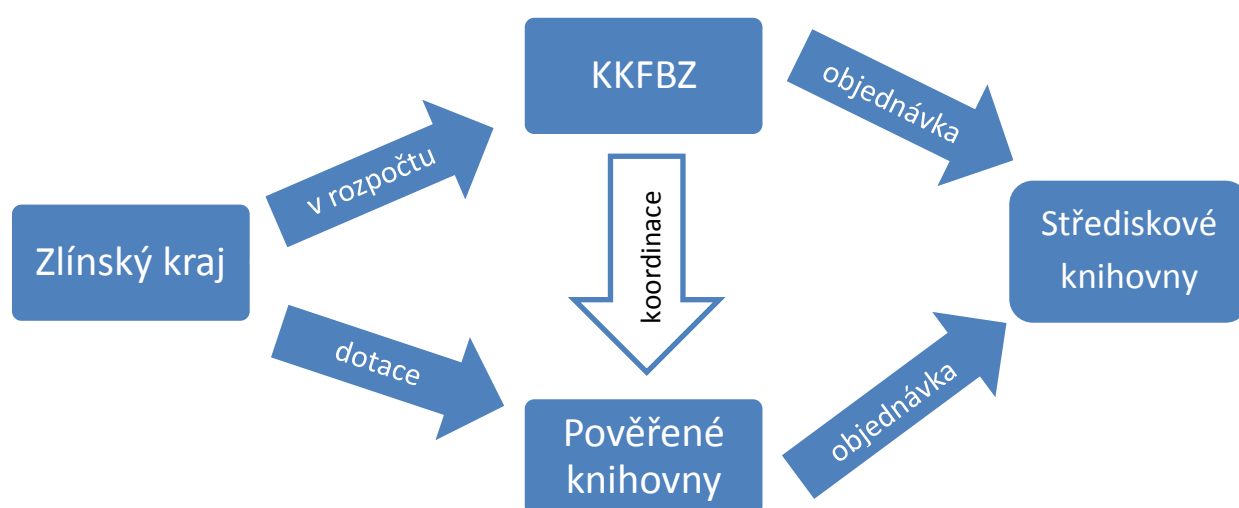 KKFBZ
objednávka
v rozpočtu
koordinace
Zlínský kraj
Střediskové
knihovny
dotace
objednávka
Pověřené
knihovny